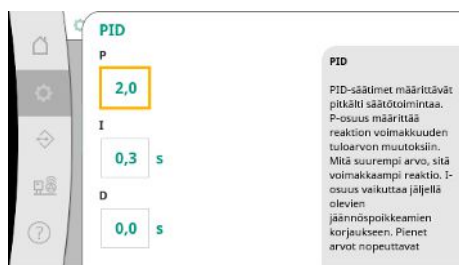 PID
P
2,0
I
0,3 s
D
0,0 s
PID
PID-säätimet määrittävät
pitkälti säätötoimintaa.
P-osuus määrittää
reaktion voimakkuuden
tuloarvon muutoksiin.
Mitä suurempi arvo, sitä
voimakkaampi reaktio. I-
osuus vaikuttaa jäljellä
olevien
jäännöspoikkeamien
korjaukseen. Pienet
arvot nopeuttavat